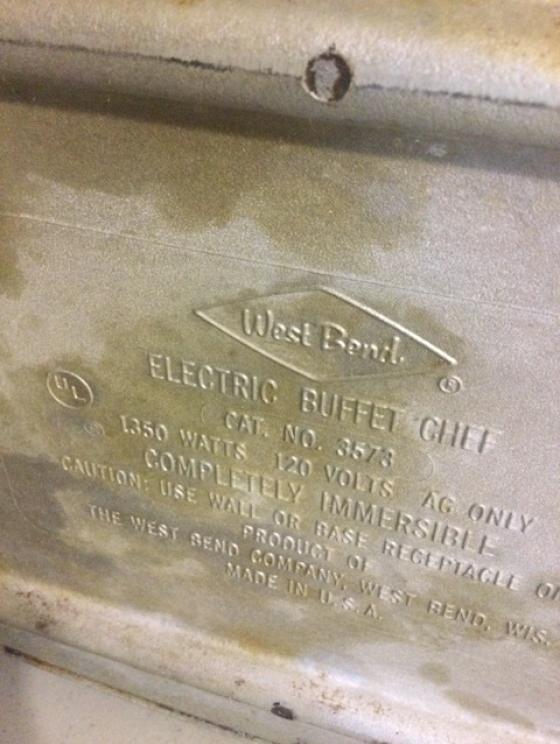 West Bend
®
UL
ELECTRIC BUFFET CHEF
CAT. NO. 3573
1350 WATTS 120 VOLTS AC ONLY
COMPLETELY IMMERSIBLE
CAUTION: USE WALL OR BASE RECEPTACLE
PRODUCT OF
THE WEST BEND COMPANY, WEST BEND, WIS.
MADE IN U.S.A.